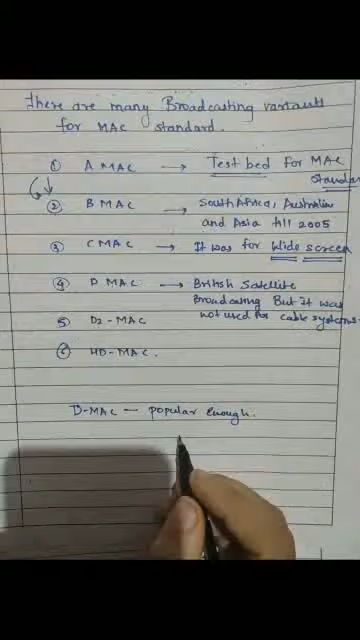 There are many Broadcasting variants
for MAC standard.
① A MAC → Test bed for MAC
standard
② B MAC → South Africa, Australia
and Asia till 2005
③ C MAC → It was for Wide screen
④ D MAC → British Satellite
Broadcasing But it was
not used for cable systems.
⑤ D2-MAC
⑥ HD-MAC.
D-MAC — popular enough.